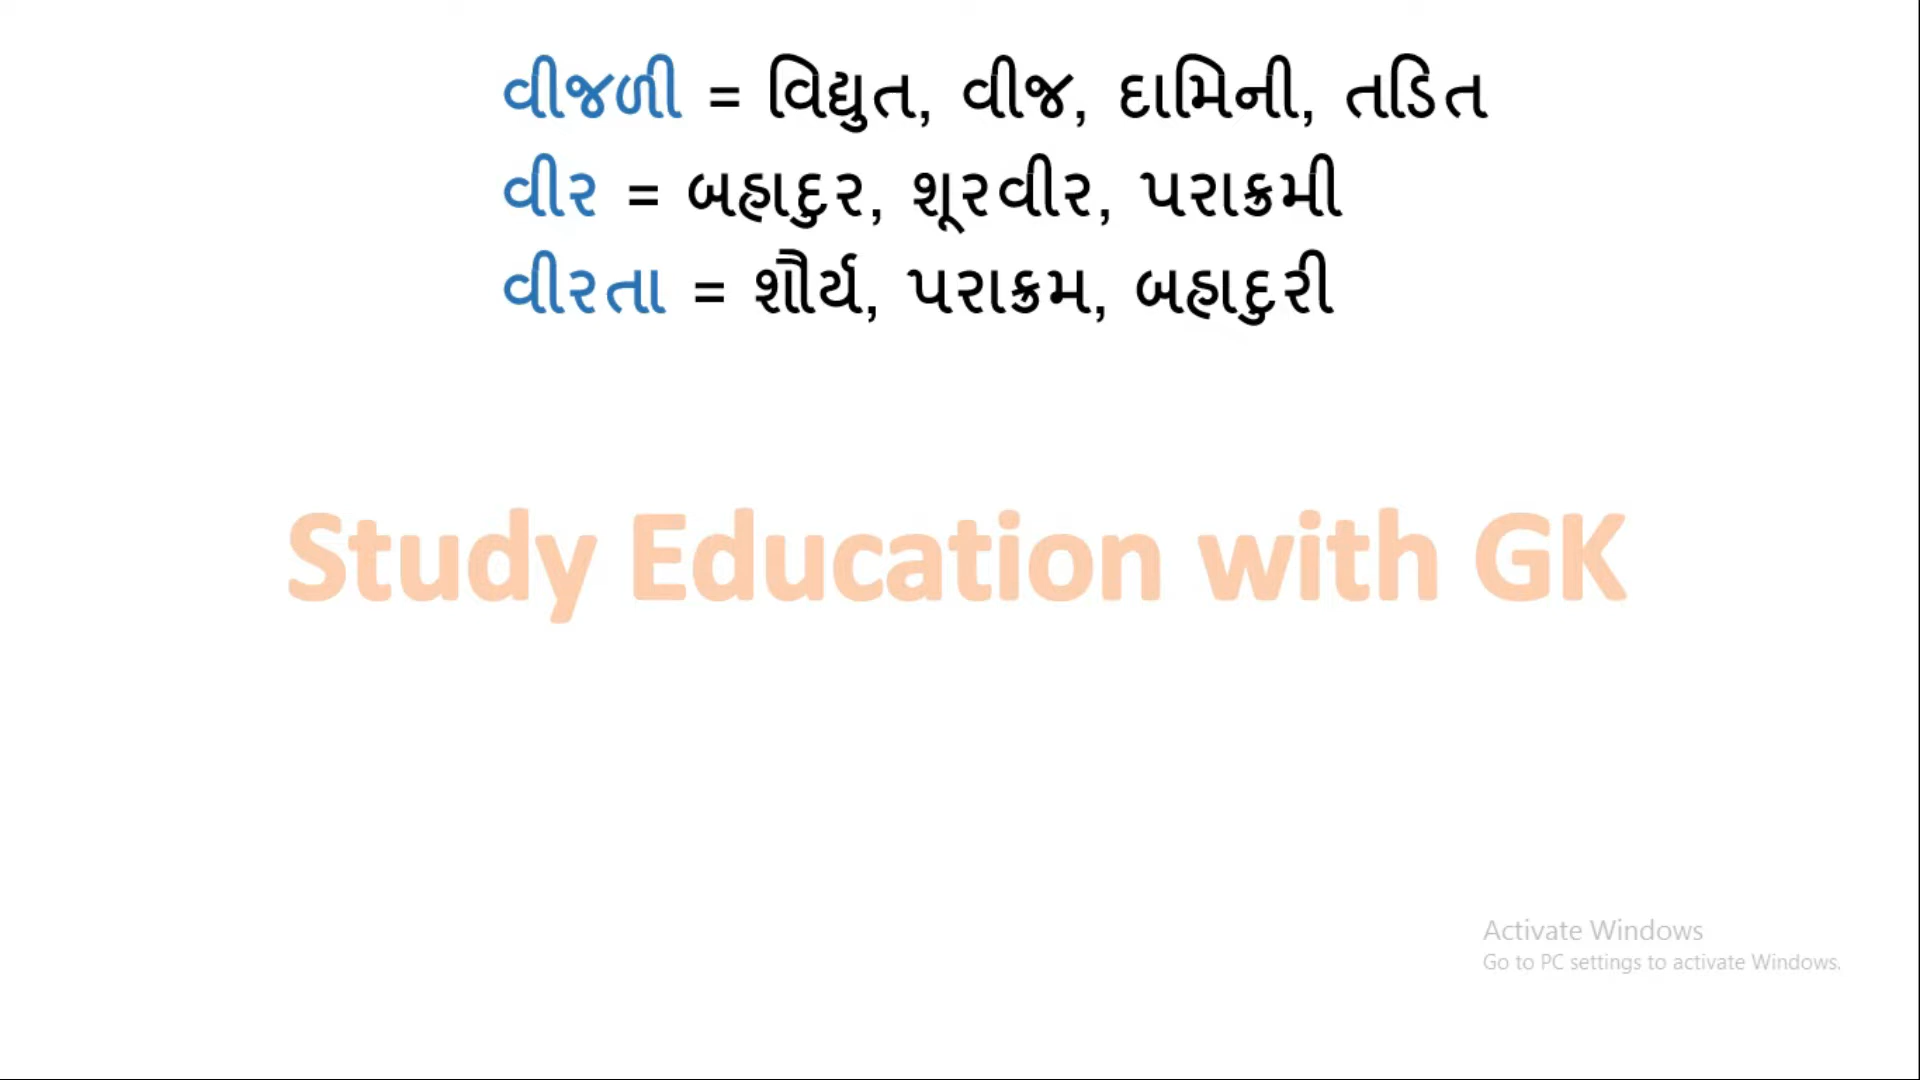 વીજળી = વિદ્યુત, વીજ, દામિની, તડિત
વીર = બહાદુર, શૂરવીર, પરાક્રમી
વીરતા = શૌર્ય, પરાક્રમ, બહાદુરી
Study Education with GK
Activate Windows
Go to PC settings to activate Windows.